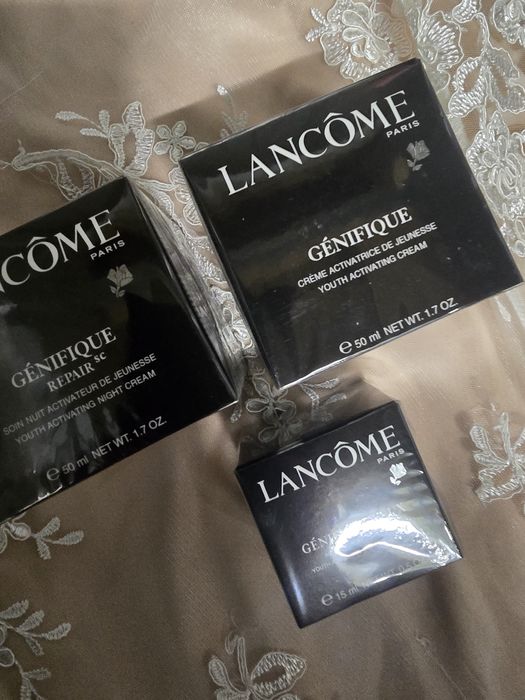 LANCÔME
PARIS
GÉNIFIQUE
CRÈME ACTIVATRICE DE JEUNESSE
YOUTH ACTIVATING CREAM
e 50 ml NET WT. 1.7 OZ.
CÔME
PARIS
GÉNIFIQUE
REPAIR SC
SOIN NUIT ACTIVATEUR DE JEUNESSE
YOUTH ACTIVATING NIGHT CREAM
e 50 ml NET WT. 1.7 OZ.
LANCÔME
PARIS
GÉNIF
YOUTH
e 15 ml